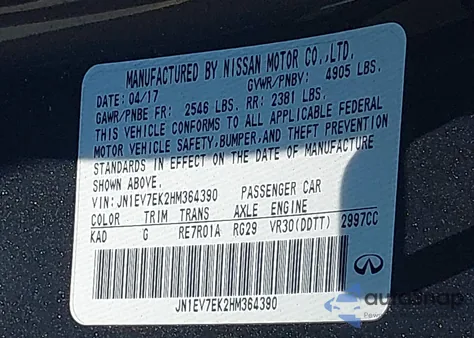 MANUFACTURED BY NISSAN MOTOR CO.,LTD.
DATE: 04/17 GVWR/PNBV: 4905 LBS.
GAWR/PNBE FR: 2546 LBS. RR: 2381 LBS.
THIS VEHICLE CONFORMS TO ALL APPLICABLE FEDERAL
MOTOR VEHICLE SAFETY, BUMPER, AND THEFT PREVENTION
STANDARDS IN EFFECT ON THE DATE OF MANUFACTURE
SHOWN ABOVE.
VIN: JN1EV7EK2HM364390 PASSENGER CAR
COLOR TRIM TRANS AXLE ENGINE
KAD G RE7R01A RG29 VR30(DDTT) 2997CC
JN1EV7EK2HM364390
autosnap